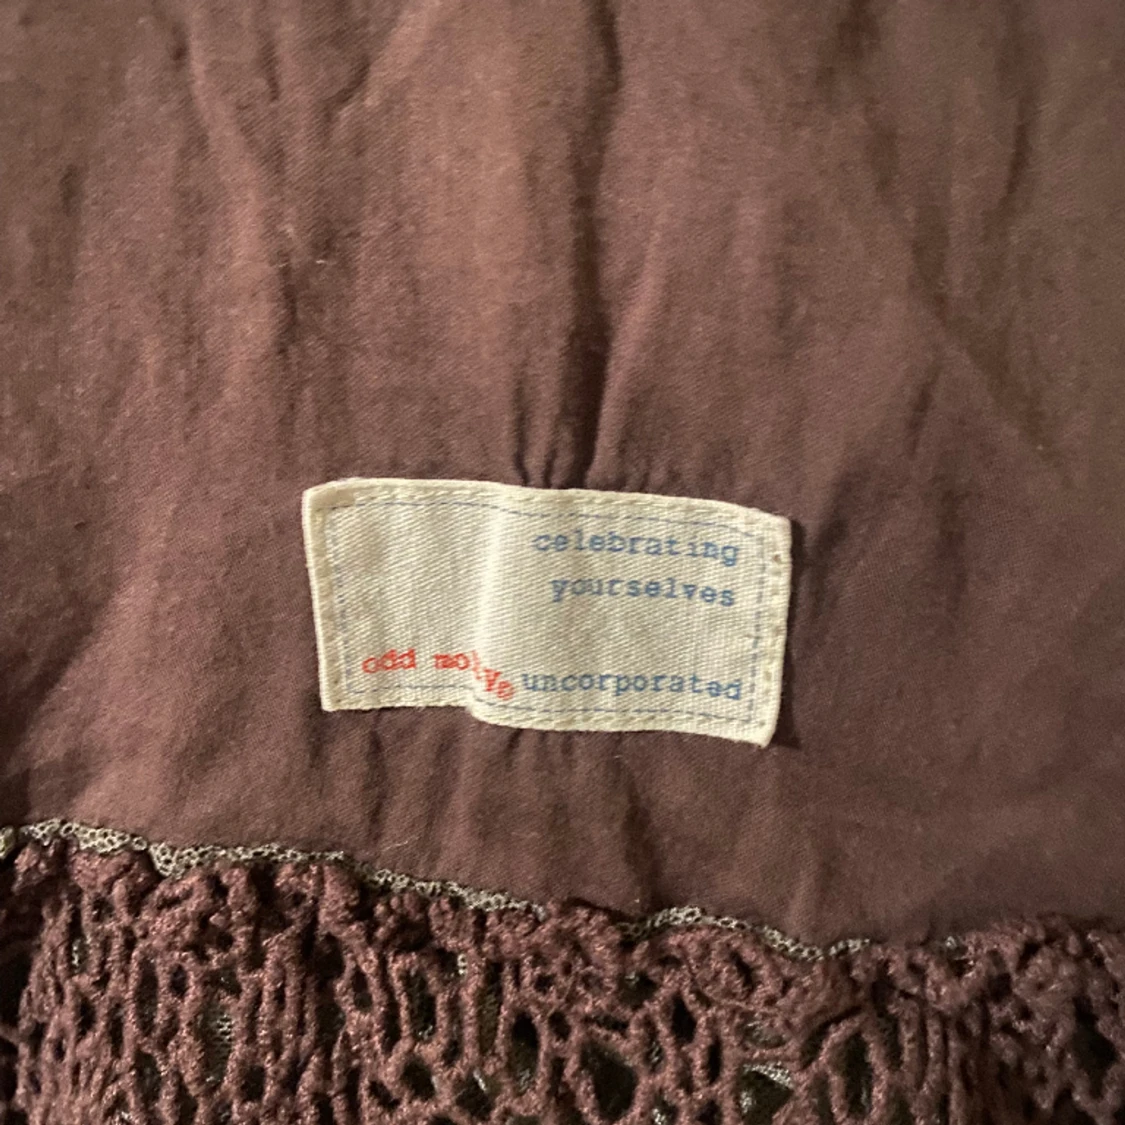 celebrating
yourselves
odd molly® uncorporated